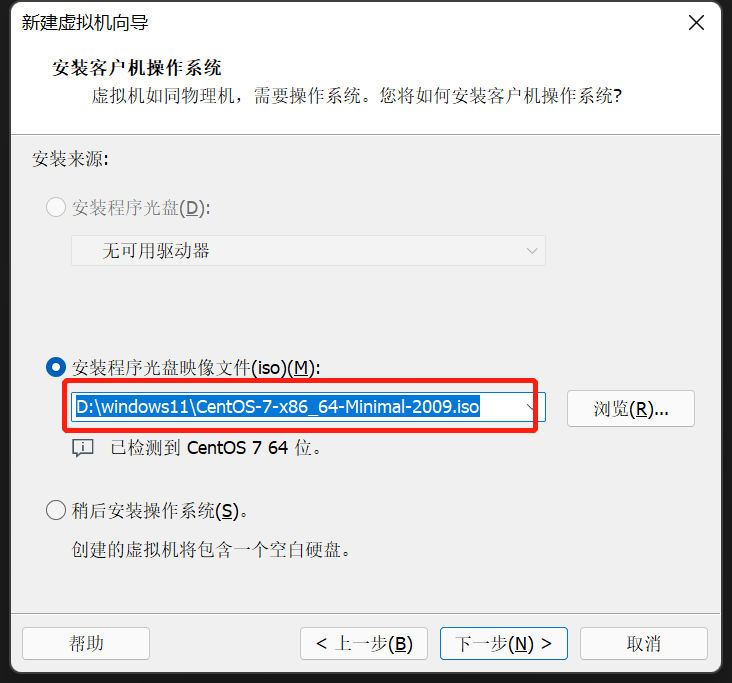 新建虚拟机向导
安装客户机操作系统
虚拟机如同物理机，需要操作系统。您将如何安装客户机操作系统?
安装来源:
安装程序光盘(D):
无可用驱动器
安装程序光盘映像文件(iso)(M):
D:\windows11\CentOS-7-x86_64-Minimal-2009.iso
浏览(R)...
已检测到 CentOS 7 64 位。
稍后安装操作系统(S)。
创建的虚拟机将包含一个空白硬盘。
帮助
< 上一步(B)
下一步(N) >
取消